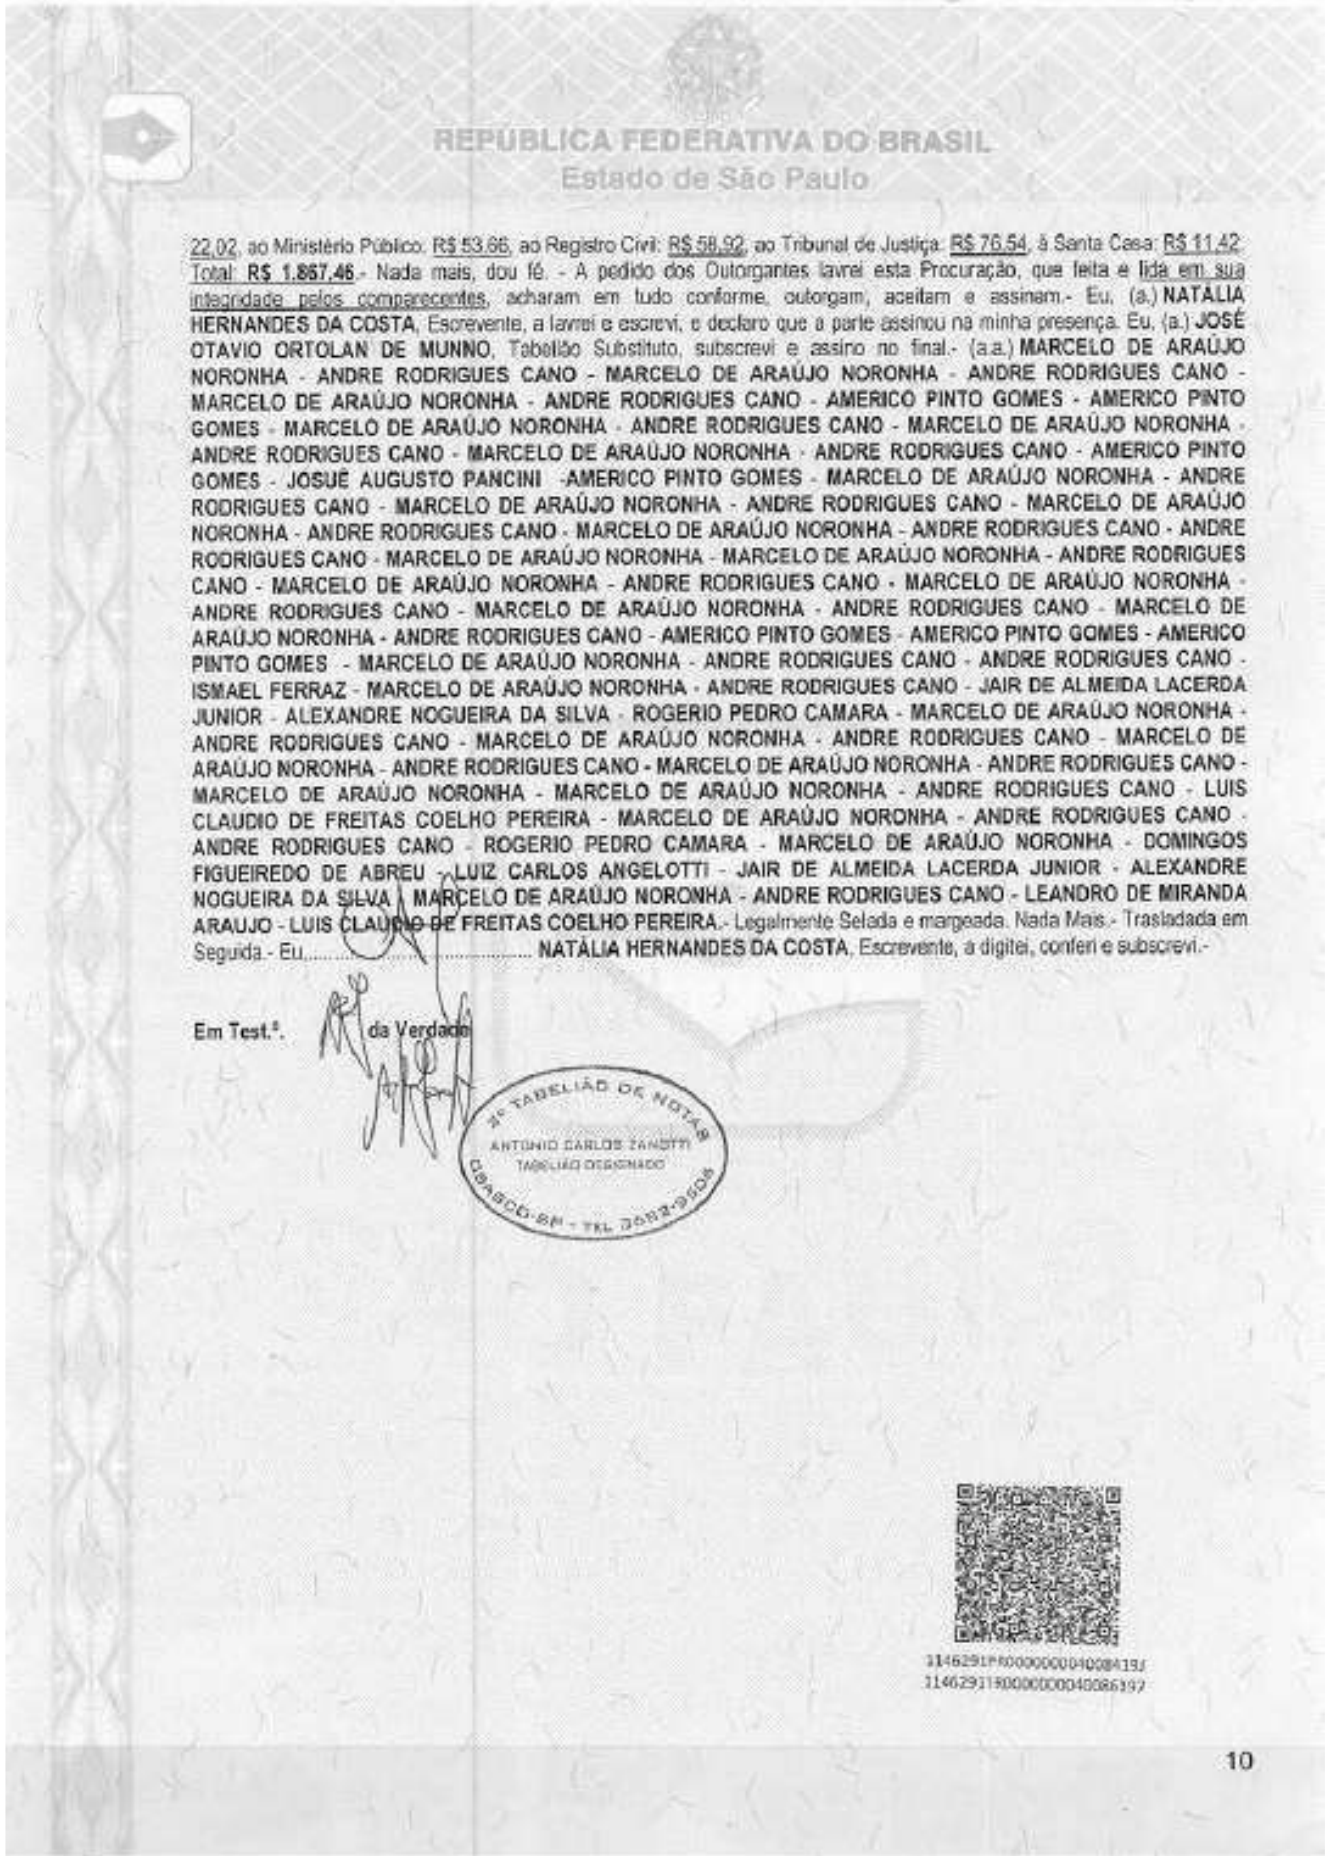 REPÚBLICA FEDERATIVA DO BRASIL
Estado de São Paulo
22,02, ao Ministério Público: R$ 53,66, ao Registro Civil: R$ 58,92, ao Tribunal de Justiça: R$ 76,54, à Santa Casa: R$ 11,42;
Total: R$ 1.867,46.- Nada mais, dou fé. - A pedido dos Outorgantes lavrei esta Procuração, que feita e lida em sua
integridade pelos comparecentes, acharam em tudo conforme, outorgam, aceitam e assinam.- Eu, (a.) NATÁLIA
HERNANDES DA COSTA, Escrevente, a lavrei e escrevi, e declaro que a parte assinou na minha presença. Eu, (a.) JOSÉ
OTAVIO ORTOLAN DE MUNNO, Tabelião Substituto, subscrevi e assino no final.- (a.a.) MARCELO DE ARAÚJO
NORONHA - ANDRE RODRIGUES CANO - MARCELO DE ARAÚJO NORONHA - ANDRE RODRIGUES CANO -
MARCELO DE ARAÚJO NORONHA - ANDRE RODRIGUES CANO - AMERICO PINTO GOMES - AMERICO PINTO
GOMES - MARCELO DE ARAÚJO NORONHA - ANDRE RODRIGUES CANO - MARCELO DE ARAÚJO NORONHA -
ANDRE RODRIGUES CANO - MARCELO DE ARAÚJO NORONHA - ANDRE RODRIGUES CANO - AMERICO PINTO
GOMES - JOSUÉ AUGUSTO PANCINI -AMERICO PINTO GOMES - MARCELO DE ARAÚJO NORONHA - ANDRE
RODRIGUES CANO - MARCELO DE ARAÚJO NORONHA - ANDRE RODRIGUES CANO - MARCELO DE ARAÚJO
NORONHA - ANDRE RODRIGUES CANO - MARCELO DE ARAÚJO NORONHA - ANDRE RODRIGUES CANO - ANDRE
RODRIGUES CANO - MARCELO DE ARAÚJO NORONHA - MARCELO DE ARAÚJO NORONHA - ANDRE RODRIGUES
CANO - MARCELO DE ARAÚJO NORONHA - ANDRE RODRIGUES CANO - MARCELO DE ARAÚJO NORONHA -
ANDRE RODRIGUES CANO - MARCELO DE ARAÚJO NORONHA - ANDRE RODRIGUES CANO - MARCELO DE
ARAÚJO NORONHA - ANDRE RODRIGUES CANO - AMERICO PINTO GOMES - AMERICO PINTO GOMES - AMERICO
PINTO GOMES - MARCELO DE ARAÚJO NORONHA - ANDRE RODRIGUES CANO - ANDRE RODRIGUES CANO -
ISMAEL FERRAZ - MARCELO DE ARAÚJO NORONHA - ANDRE RODRIGUES CANO - JAIR DE ALMEIDA LACERDA
JUNIOR - ALEXANDRE NOGUEIRA DA SILVA - ROGERIO PEDRO CAMARA - MARCELO DE ARAÚJO NORONHA -
ANDRE RODRIGUES CANO - MARCELO DE ARAÚJO NORONHA - ANDRE RODRIGUES CANO - MARCELO DE
ARAÚJO NORONHA - ANDRE RODRIGUES CANO - MARCELO DE ARAÚJO NORONHA - ANDRE RODRIGUES CANO -
MARCELO DE ARAÚJO NORONHA - MARCELO DE ARAÚJO NORONHA - ANDRE RODRIGUES CANO - LUIS
CLAUDIO DE FREITAS COELHO PEREIRA - MARCELO DE ARAÚJO NORONHA - ANDRE RODRIGUES CANO -
ANDRE RODRIGUES CANO - ROGERIO PEDRO CAMARA - MARCELO DE ARAÚJO NORONHA - DOMINGOS
FIGUEIREDO DE ABREU - LUIZ CARLOS ANGELOTTI - JAIR DE ALMEIDA LACERDA JUNIOR - ALEXANDRE
NOGUEIRA DA SILVA MARCELO DE ARAÚJO NORONHA - ANDRE RODRIGUES CANO - LEANDRO DE MIRANDA
ARAUJO - LUIS CLAUDIO DE FREITAS COELHO PEREIRA.- Legalmente Selada e margeada. Nada Mais.- Trasladada em
Seguida.- Eu,........................................ NATÁLIA HERNANDES DA COSTA, Escrevente, a digitei, conferi e subscrevi.-
Em Test.º. da Verdade
TABELIÃO DE NOTAS
ANTONIO CARLOS ZANOTTI
TABELIÃO DESIGNADO
OSASCO-SP - TEL
10